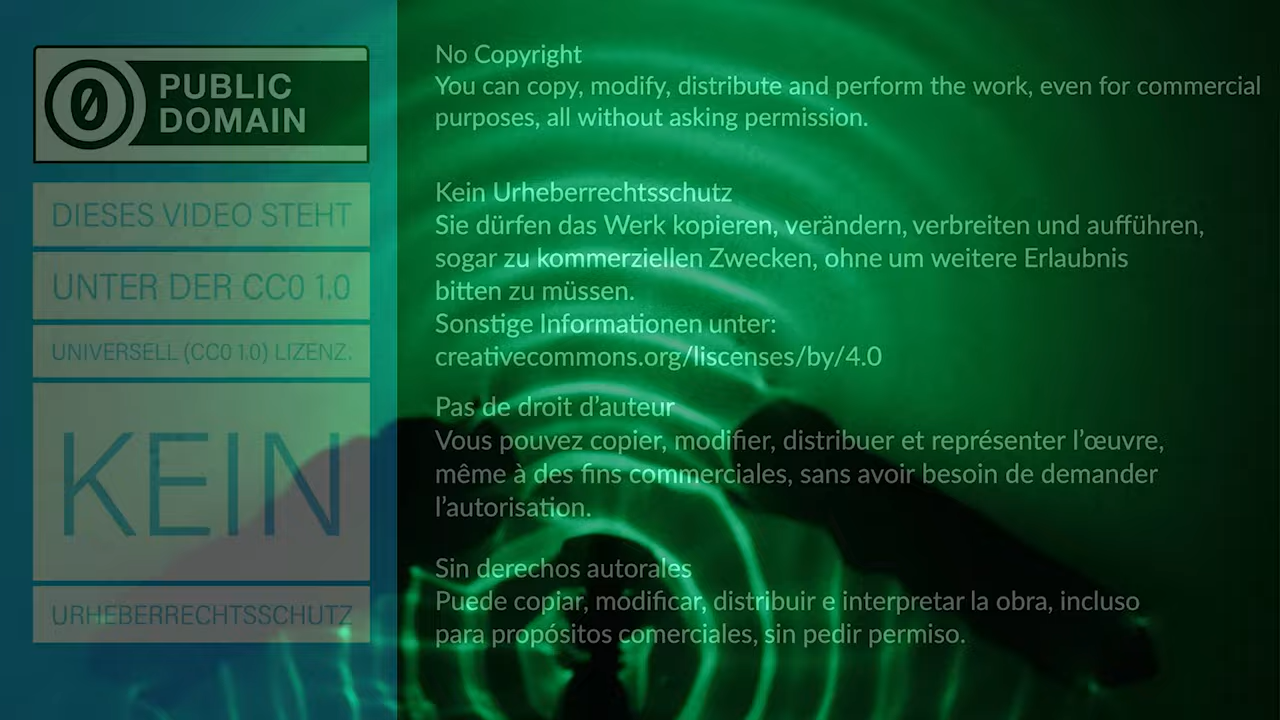 0 PUBLIC
DOMAIN
DIESES VIDEO STEHT
UNTER DER CC0 1.0
UNIVERSELL (CC0 1.0) LIZENZ.
KEIN
URHEBERRECHTSSCHUTZ
No Copyright
You can copy, modify, distribute and perform the work, even for commercial
purposes, all without asking permission.
Kein Urheberrechtsschutz
Sie dürfen das Werk kopieren, verändern, verbreiten und aufführen,
sogar zu kommerziellen Zwecken, ohne um weitere Erlaubnis
bitten zu müssen.
Sonstige Informationen unter:
creativecommons.org/liscenses/by/4.0
Pas de droit d’auteur
Vous pouvez copier, modifier, distribuer et représenter l’œuvre,
même à des fins commerciales, sans avoir besoin de demander
l’autorisation.
Sin derechos autorales
Puede copiar, modificar, distribuir e interpretar la obra, incluso
para propósitos comerciales, sin pedir permiso.